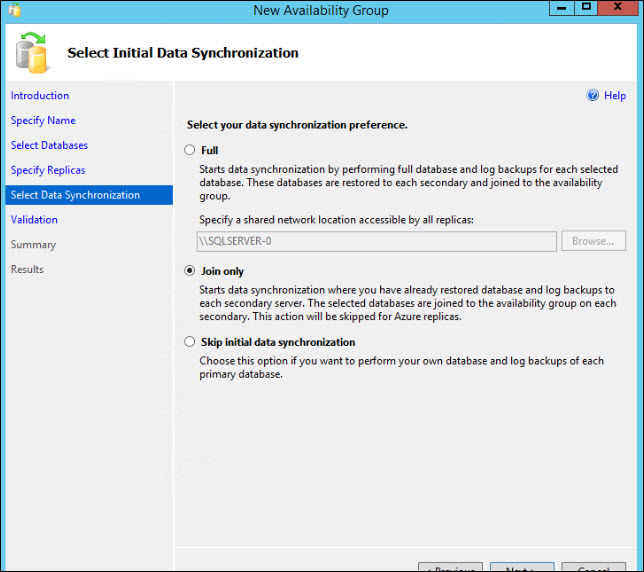 New Availability Group
Select Initial Data Synchronization
Introduction
Specify Name
Select Databases
Specify Replicas
Select Data Synchronization
Validation
Summary
Results
Help
Select your data synchronization preference.
Full
Starts data synchronization by performing full database and log backups for each selected
database. These databases are restored to each secondary and joined to the availability
group.
Specify a shared network location accessible by all replicas:
\\SQLSERVER-0
Browse...
Join only
Starts data synchronization where you have already restored database and log backups to
each secondary server. The selected databases are joined to the availability group on each
secondary. This action will be skipped for Azure replicas.
Skip initial data synchronization
Choose this option if you want to perform your own database and log backups of each
primary database.
< Previous
Next >
Cancel